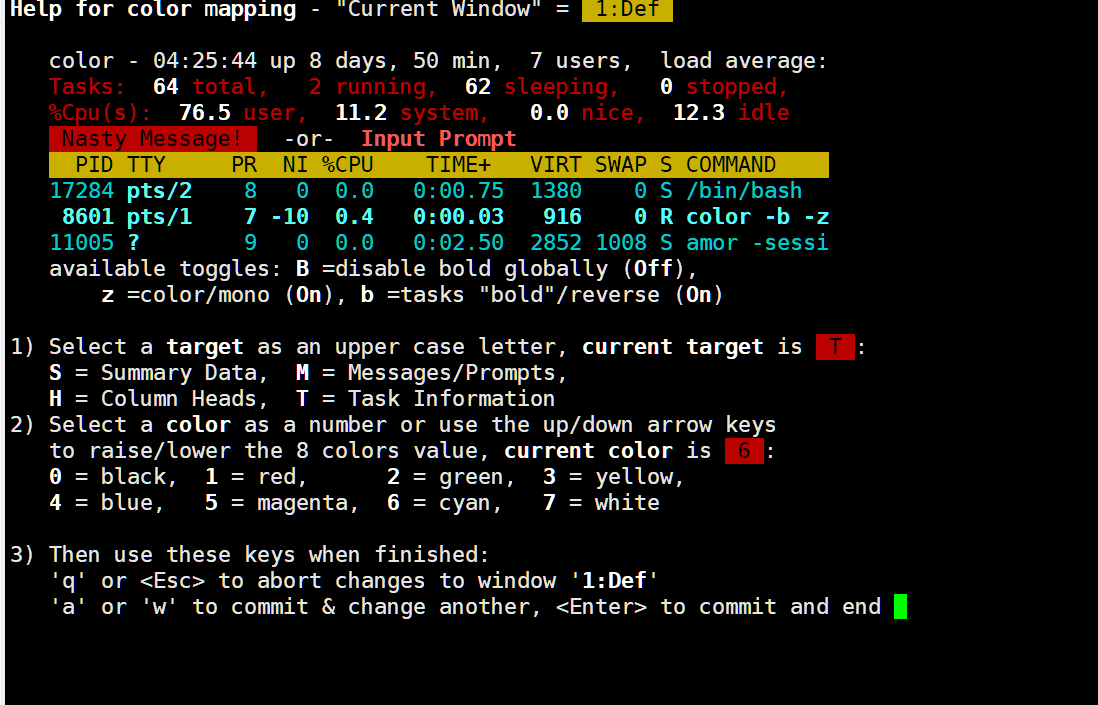 Help for color mapping - "Current Window" = 1:Def
color - 04:25:44 up 8 days, 50 min, 7 users, load average:
Tasks: 64 total, 2 running, 62 sleeping, 0 stopped,
%Cpu(s): 76.5 user, 11.2 system, 0.0 nice, 12.3 idle
Nasty Message! -or- Input Prompt
PID TTY PR NI %CPU TIME+ VIRT SWAP S COMMAND
17284 pts/2 8 0 0.0 0:00.75 1380 0 S /bin/bash
8601 pts/1 7 -10 0.4 0:00.03 916 0 R color -b -z
11005 ? 9 0 0.0 0:02.50 2852 1008 S amor -sessi
available toggles: B =disable bold globally (Off),
z =color/mono (On), b =tasks "bold"/reverse (On)
1) Select a target as an upper case letter, current target is T :
S = Summary Data, M = Messages/Prompts,
H = Column Heads, T = Task Information
2) Select a color as a number or use the up/down arrow keys
to raise/lower the 8 colors value, current color is 6 :
0 = black, 1 = red, 2 = green, 3 = yellow,
4 = blue, 5 = magenta, 6 = cyan, 7 = white
3) Then use these keys when finished:
'q' or <Esc> to abort changes to window '1:Def'
'a' or 'w' to commit & change another, <Enter> to commit and end